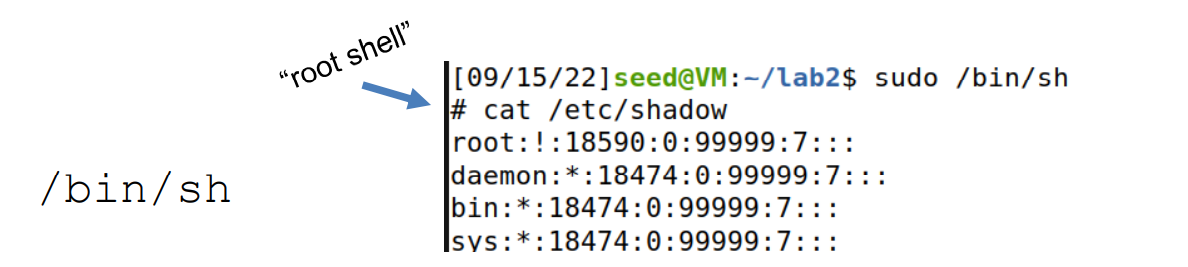 “root shell”
[09/15/22]seed@VM:~/lab2$ sudo /bin/sh
# cat /etc/shadow
root:!:18590:0:99999:7:::
daemon:*:18474:0:99999:7:::
bin:*:18474:0:99999:7:::
sys:*:18474:0:99999:7:::
/bin/sh